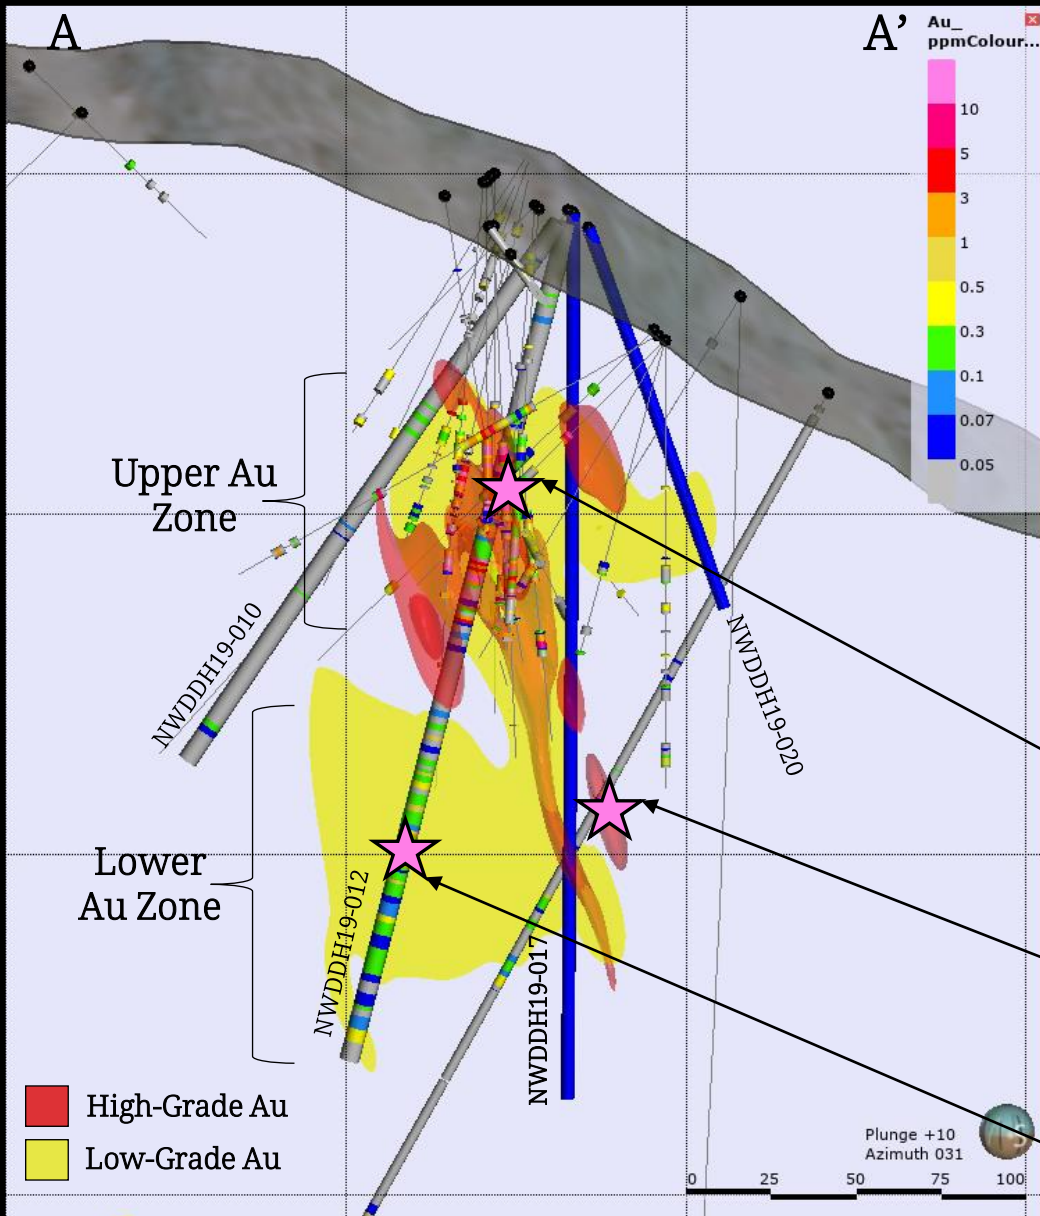 A
A’
Au_
ppmColour...
10
5
3
1
0.5
0.3
0.1
0.07
0.05
Upper Au
Zone
NWDDH19-010
NWDDH19-020
Lower
Au Zone
NWDDH19-012
NWDDH19-017
High-Grade Au
Low-Grade Au
Plunge +10
Azimuth 031
S
0 25 50 75 100